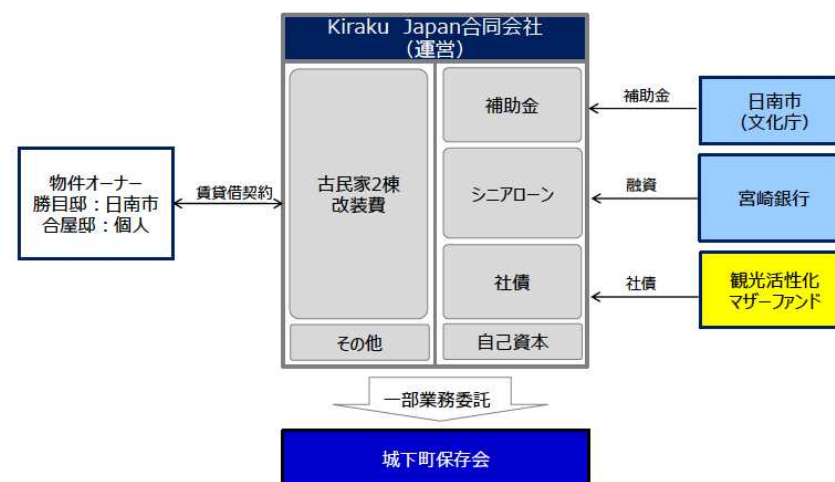 Kiraku Japan合同会社
（運営）
物件オーナー
勝目邸：日南市
合屋邸：個人
賃貸借契約
古民家2棟
改装費
その他
補助金
シニアローン
社債
自己資本
補助金
融資
社債
日南市
(文化庁)
宮崎銀行
観光活性化
マザーファンド
一部業務委託
城下町保存会